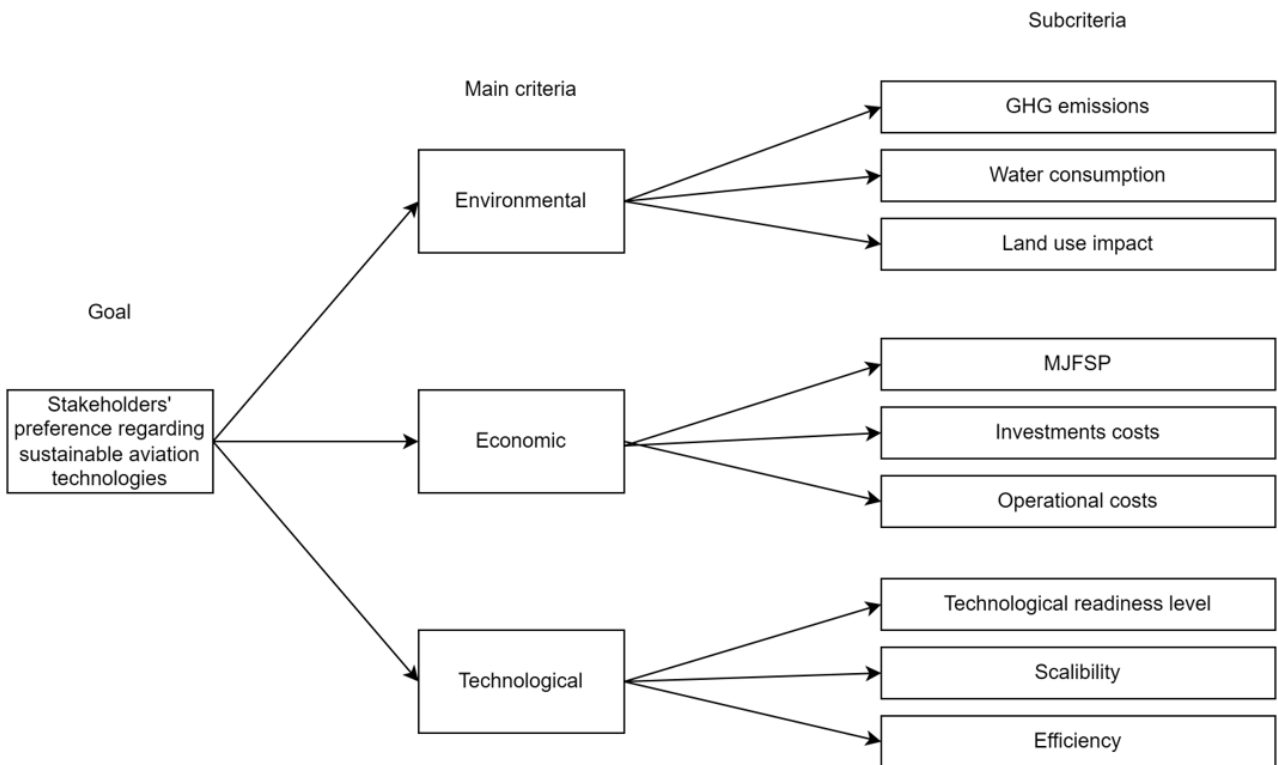 Subcriteria
Main criteria
GHG emissions
Water consumption
Environmental
Land use impact
Goal
MJFSP
Stakeholders'
preference regarding
sustainable aviation
technologies
Economic
Investments costs
Operational costs
Technological readiness level
Technological
Scalibility
Efficiency